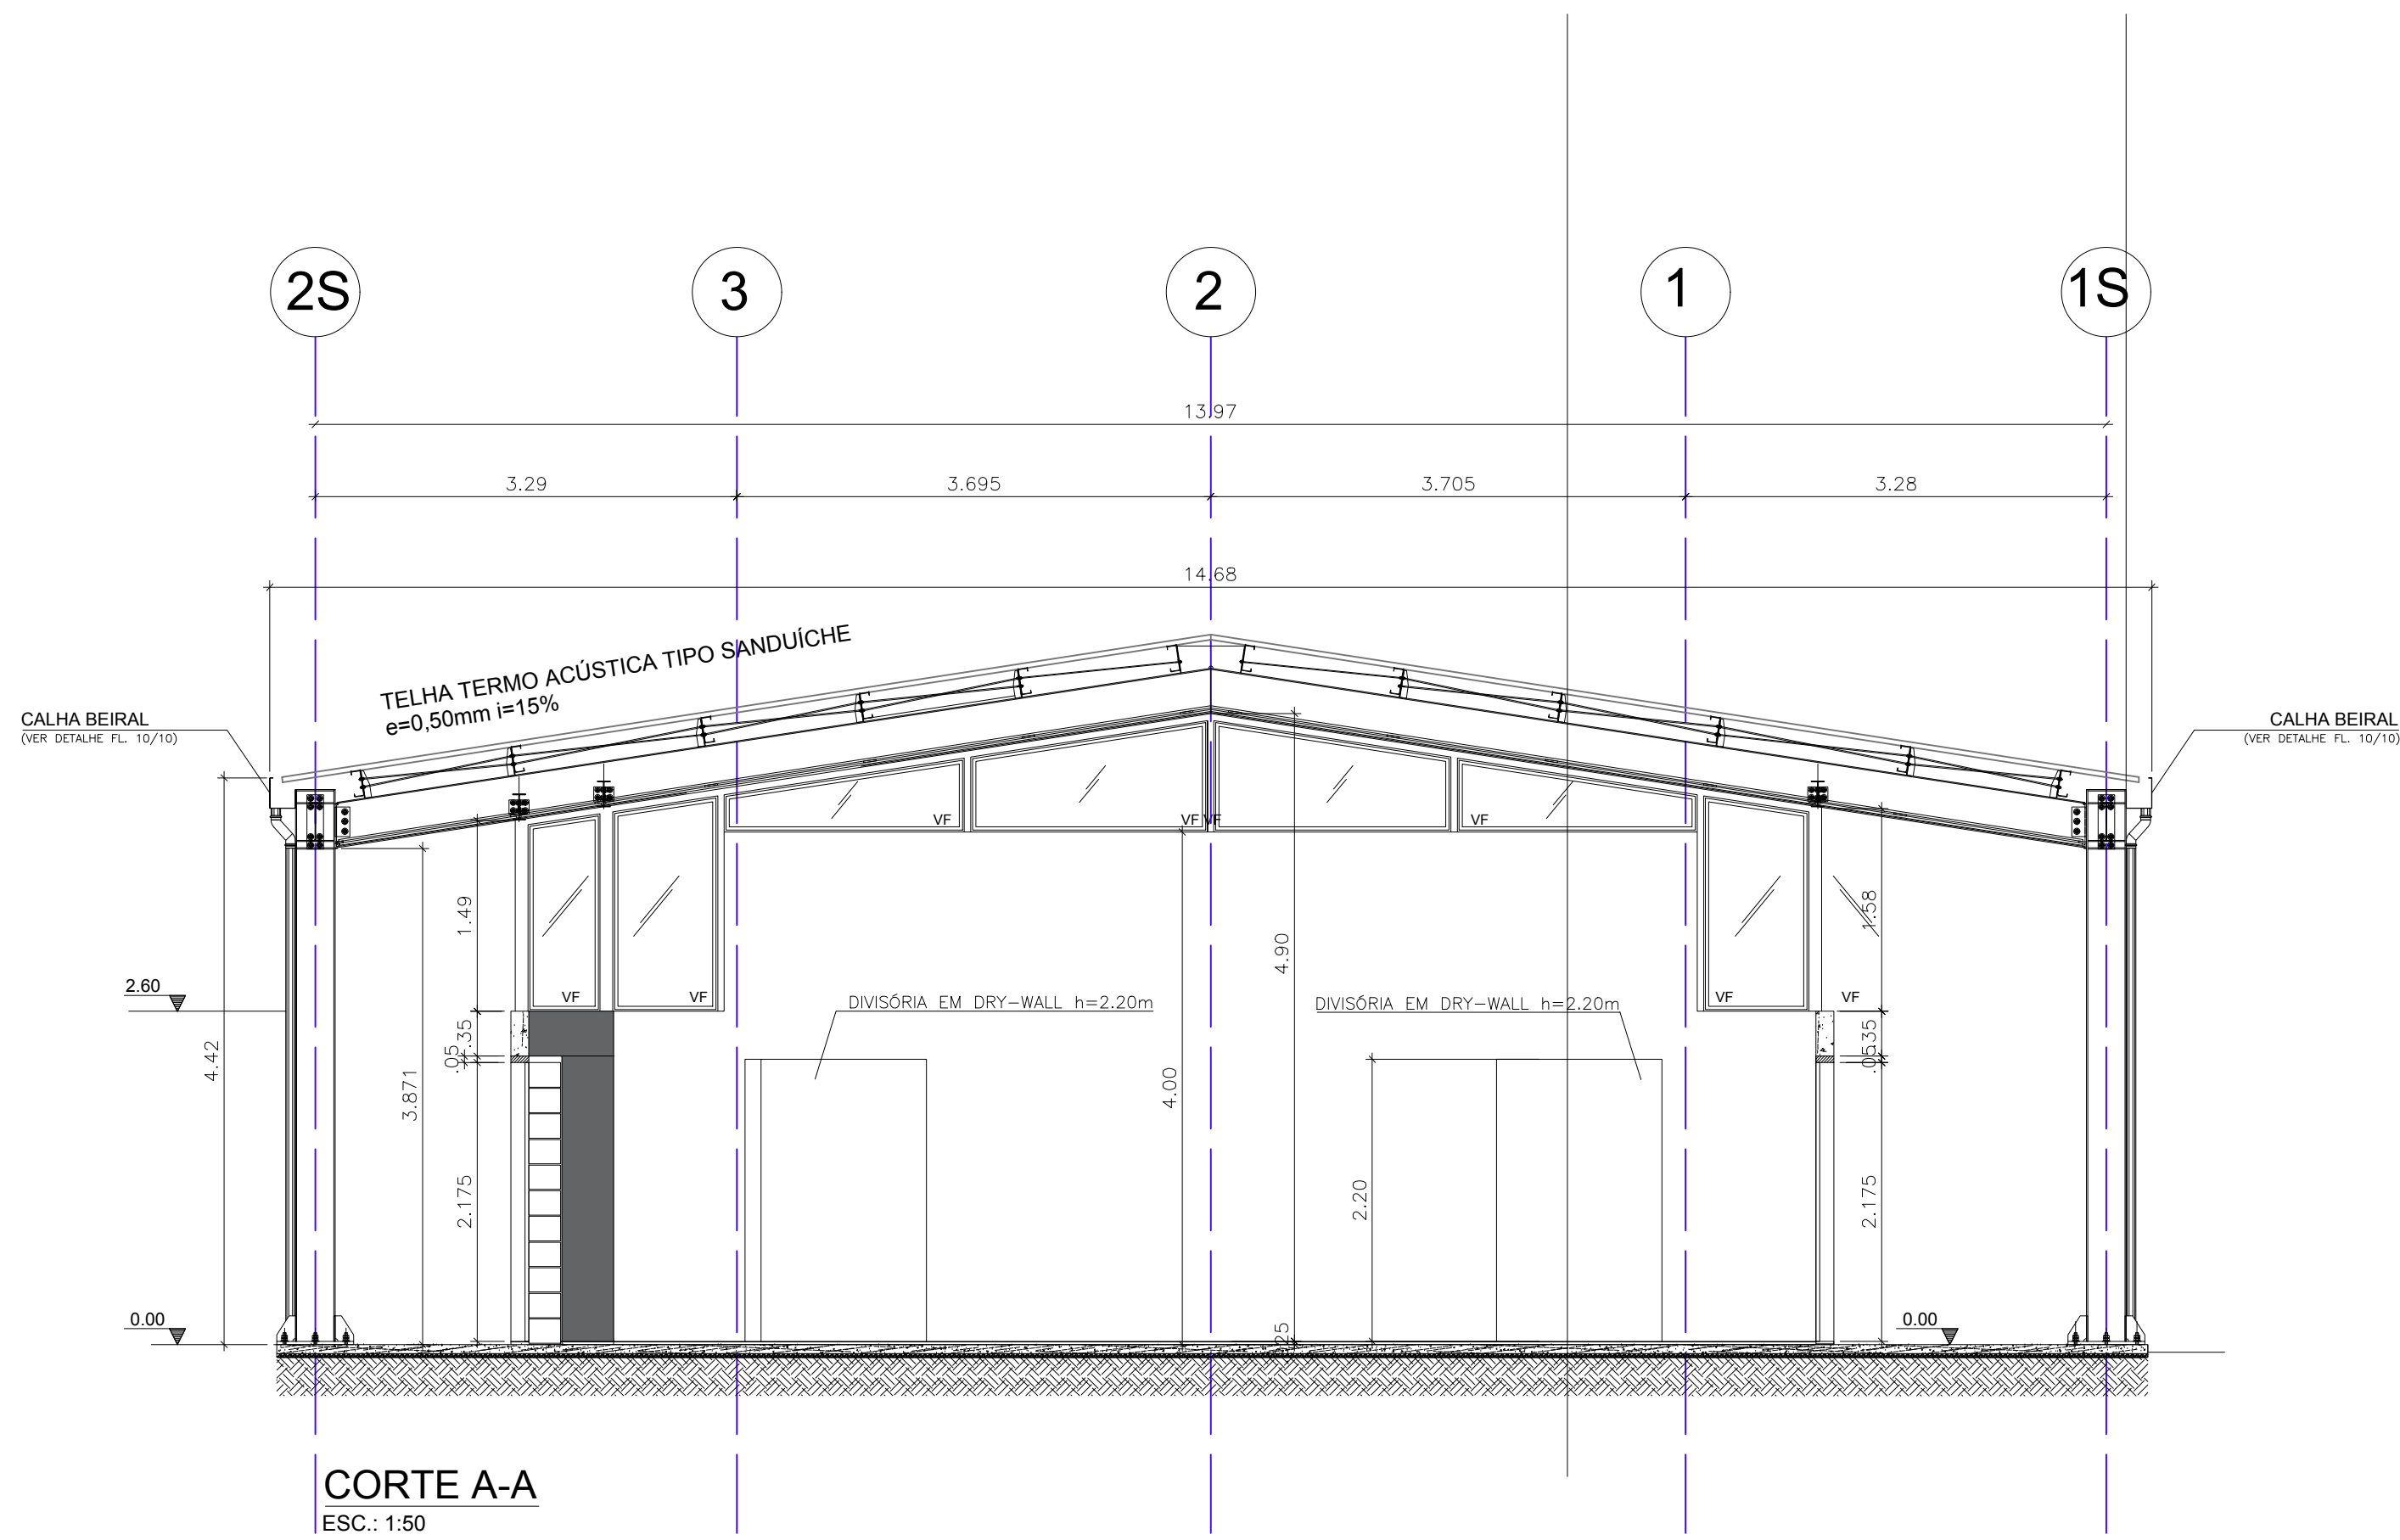 2S
3
2
1
1S
13.97
3.29
3.695
3.705
3.28
14.68
TELHA TERMO ACÚSTICA TIPO SANDUÍCHE
e=0,50mm i=15%
CALHA BEIRAL
(VER DETALHE FL. 10/10)
CALHA BEIRAL
(VER DETALHE FL. 10/10)
VF
VF
VF
VF
1.49
1.58
4.90
2.60
VF
VF
VF
VF
DIVISÓRIA EM DRY-WALL h=2.20m
DIVISÓRIA EM DRY-WALL h=2.20m
.35
.05
.35
.05
4.42
3.871
4.00
2.175
2.20
2.175
0.00
0.00
25
CORTE A-A
ESC.: 1:50